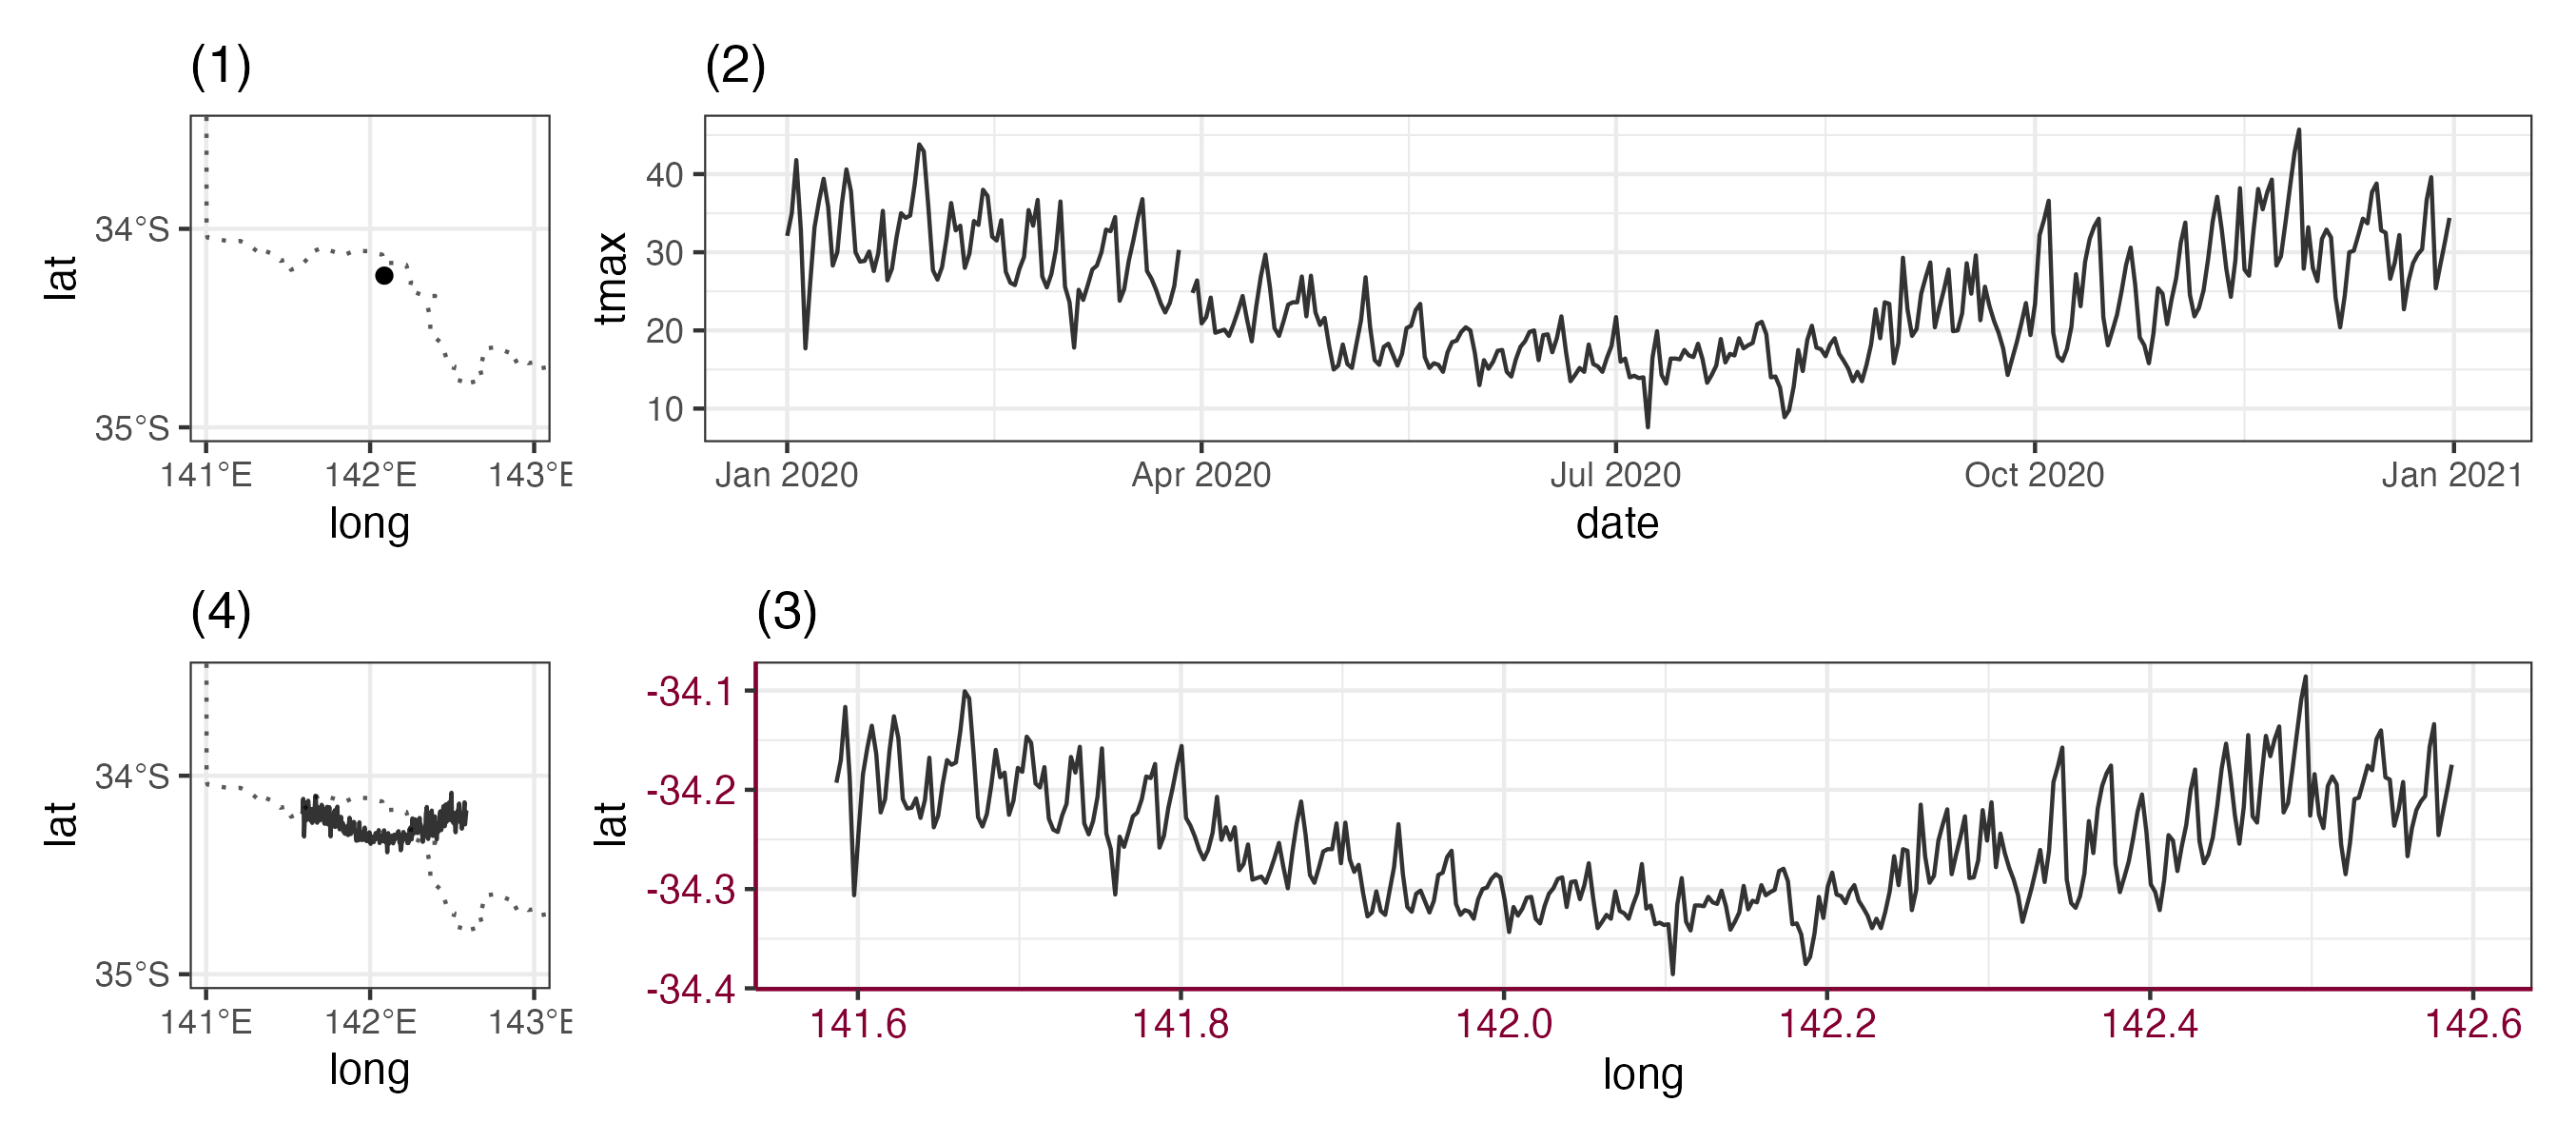 (1)
lat
34°S
35°S
141°E 142°E 143°E
long
(2)
tmax
40
30
20
10
Jan 2020 Apr 2020 Jul 2020 Oct 2020 Jan 2021
date
(4)
lat
34°S
35°S
141°E 142°E 143°E
long
(3)
lat
-34.1
-34.2
-34.3
-34.4
141.6 141.8 142.0 142.2 142.4 142.6
long